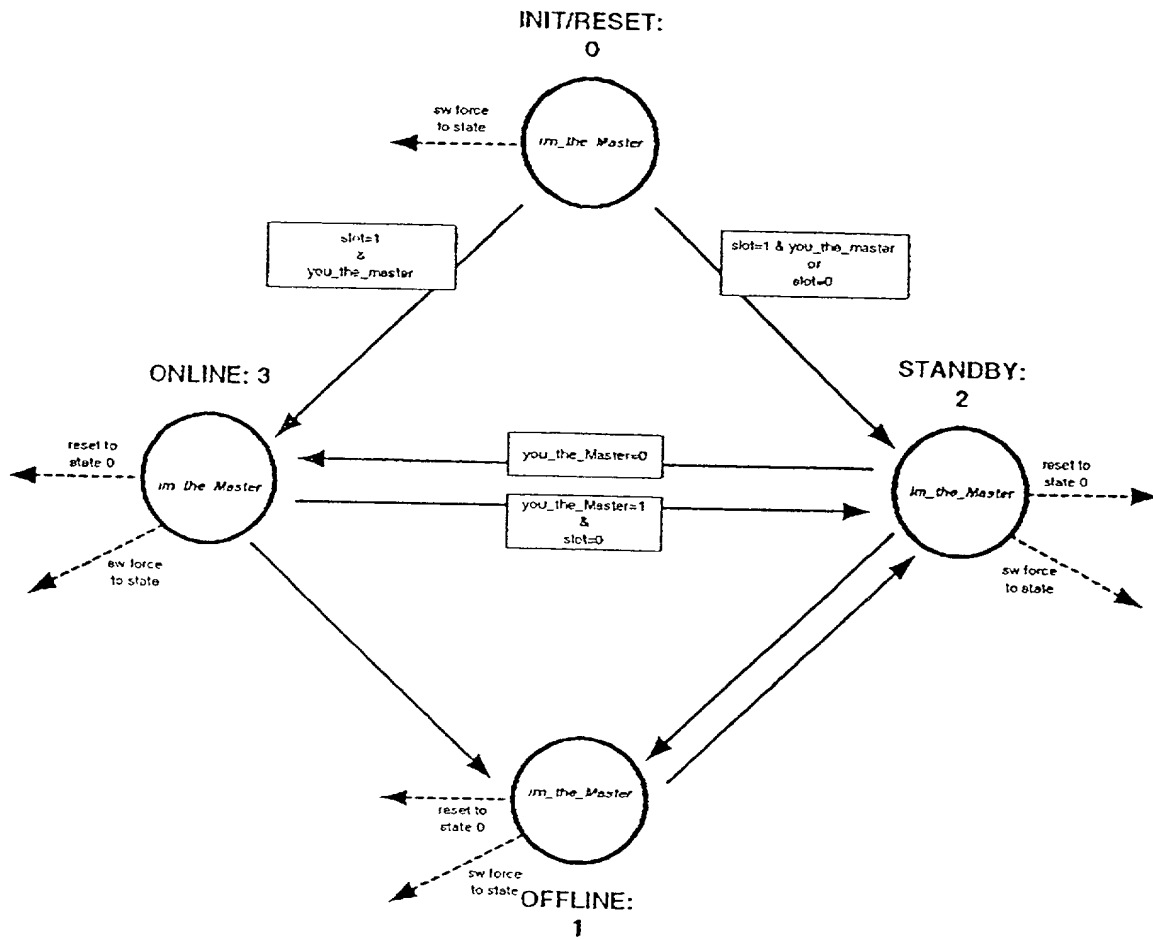 INIT/RESET:
0
sw force
to state
im_the_Master
slot=1
&
you_the_master
slot=1 & you_the_master
or
slot=0
ONLINE: 3
STANDBY:
2
reset to
state 0
im_the_Master
you_the_Master=0
you_the_Master=1
&
slot=0
im_the_Master
reset to
state 0
sw force
to state
sw force
to state
im_the_Master
reset to
state 0
sw force
to state
OFFLINE:
1